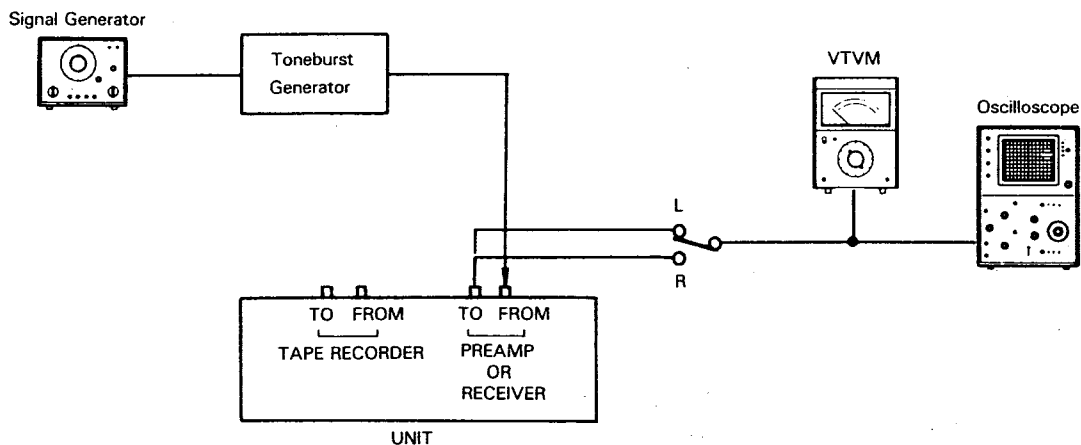 Signal Generator
Toneburst
Generator
VTVM
Oscilloscope
L
R
TO FROM
TAPE RECORDER
TO FROM
PREAMP
OR
RECEIVER
UNIT